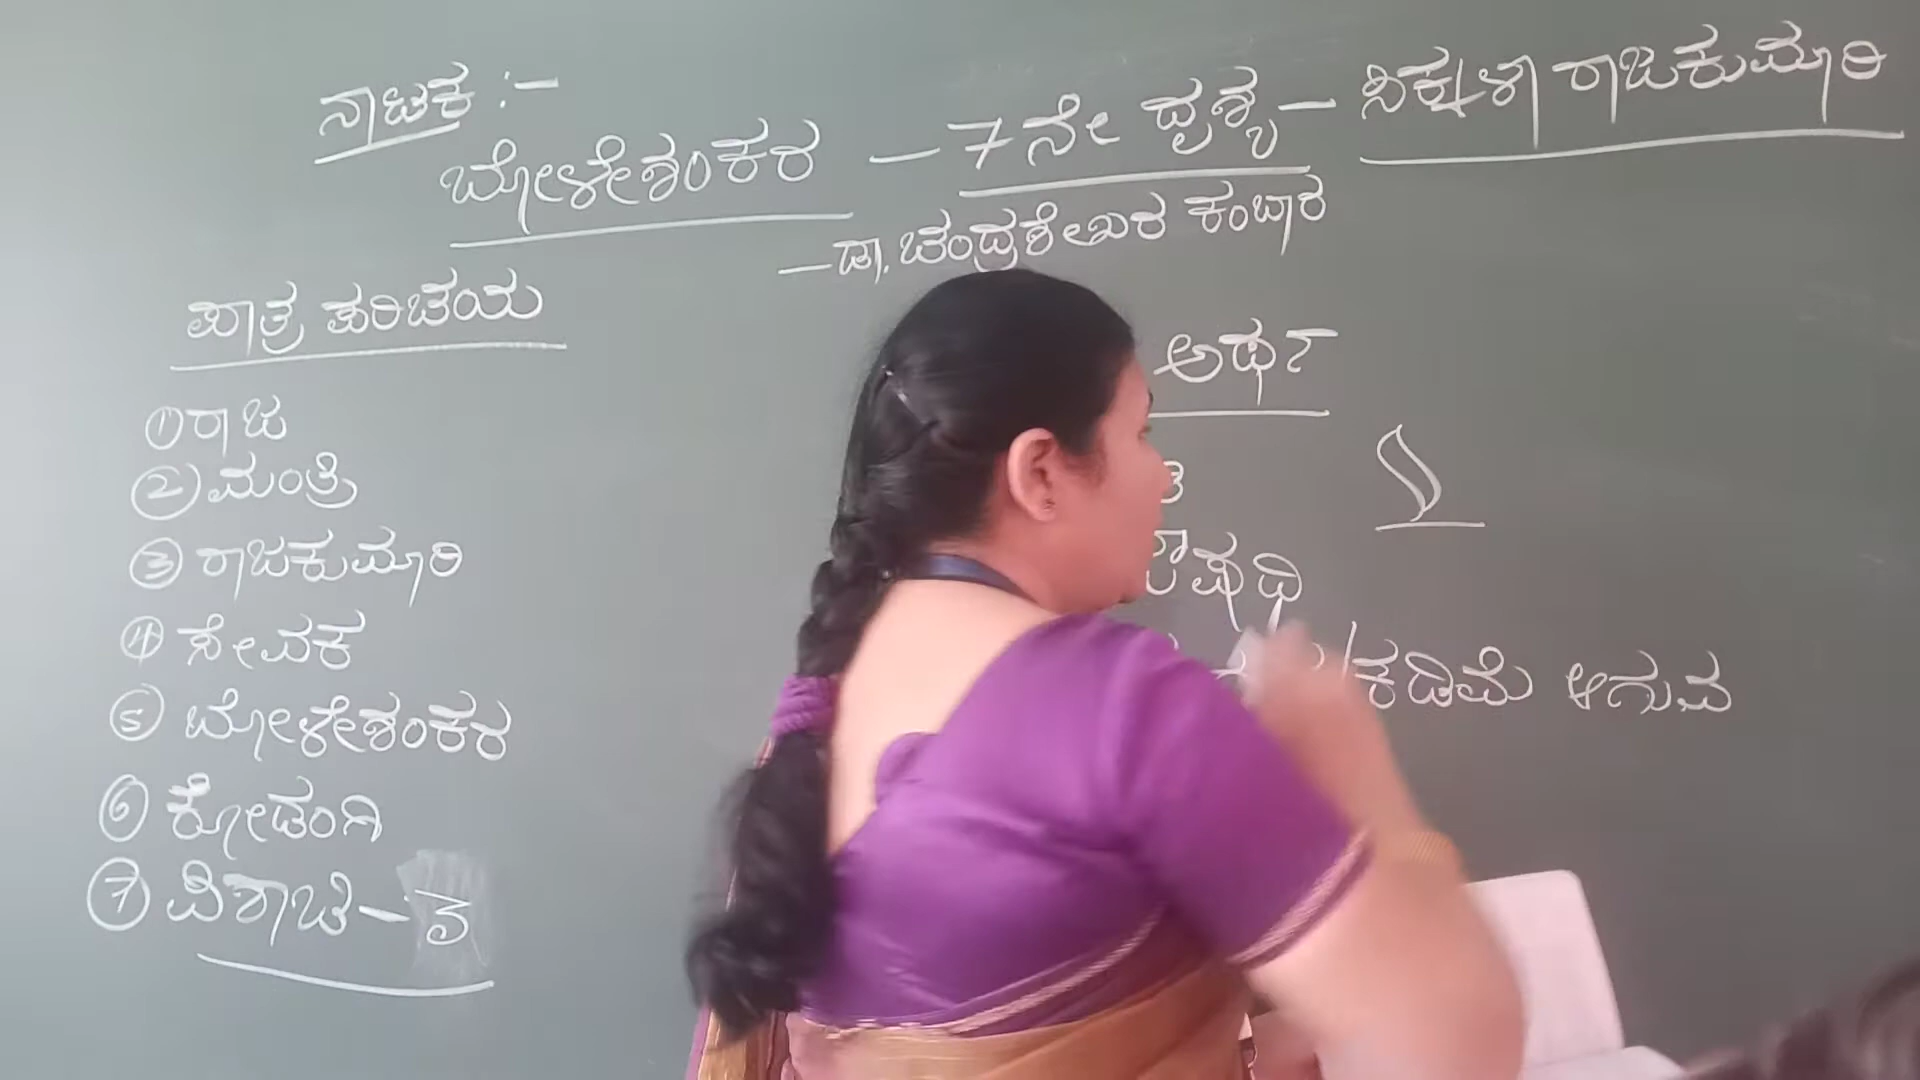 ನಾಟಕ :-
ಬೋಳೇಶಂಕರ - 7ನೇ ದೃಶ್ಯ - ಸಿಕ್ಕಳಾ ರಾಜಕುಮಾರಿ
- ಡಾ. ಚಂದ್ರಶೇಖರ ಕಂಬಾರ
ಪಾತ್ರ ಪರಿಚಯ
① ರಾಜ
② ಮಂತ್ರಿ
③ ರಾಜಕುಮಾರಿ
④ ಸೇವಕ
⑤ ಬೋಳೇಶಂಕರ
⑥ ಕೋಡಂಗಿ
⑦ ಪಿಶಾಚಿ - 3
ಅರ್ಥ
ಔಷಧಿ
/ಕಡಿಮೆ ಆಗುವ